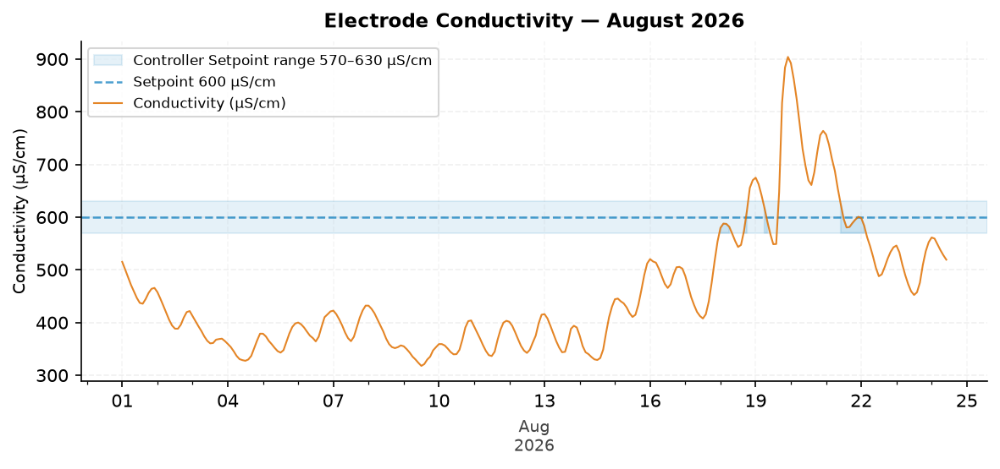 Electrode Conductivity — August 2026
Controller Setpoint range 570–630 µS/cm
Setpoint 600 µS/cm
Conductivity (µS/cm)
Conductivity (µS/cm)
900
800
700
600
500
400
300
01 04 07 10 13 16 19 22 25
Aug
2026